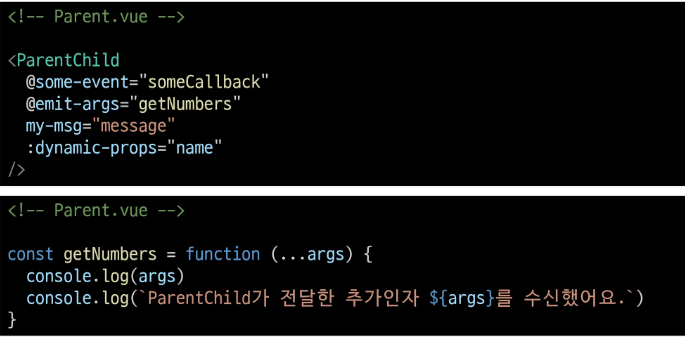 <!-- Parent.vue -->
<ParentChild
@some-event="someCallback"
@emit-args="getNumbers"
my-msg="message"
:dynamic-props="name"
/>
<!-- Parent.vue -->
const getNumbers = function (...args) {
console.log(args)
console.log(`ParentChild가 전달한 추가인자 ${args}를 수신했어요.`)
}